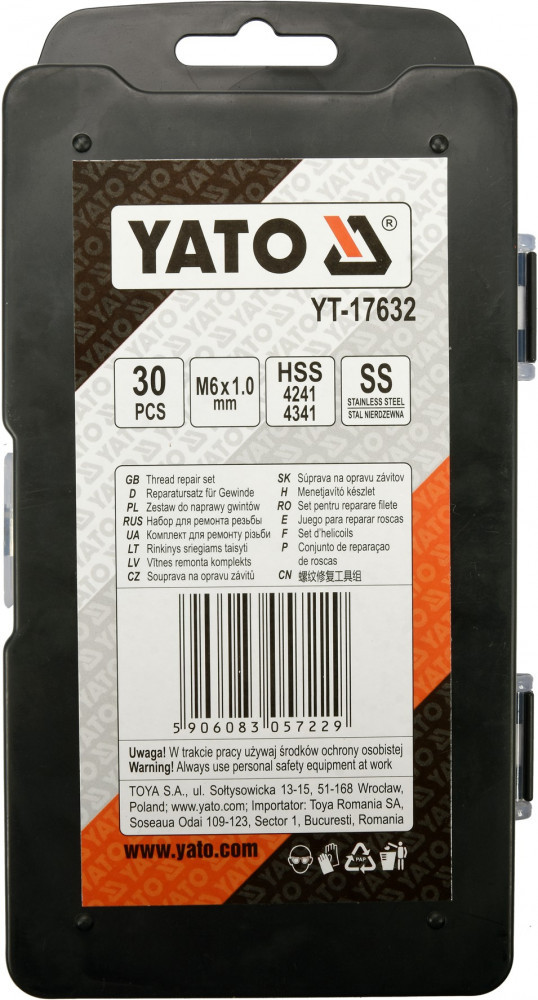 YATO ®
YT-17632
30
PCS
M6x1.0
mm
HSS
4241
4341
SS
STAINLESS STEEL
STAL NIERDZEWNA
GB Thread repair set
D Reparatursatz für Gewinde
PL Zestaw do naprawy gwintów
RUS Набор для ремонта резьбы
UA Комплект для ремонту різьби
LT Rinkinys sriegiams taisyti
LV Vītnes remonta komplekts
CZ Souprava na opravu závitů
SK Súprava na opravu závitov
H Menetjavító készlet
RO Set pentru reparare filete
E Juego para reparar roscas
F Set d'helicoils
P Conjunto de reparaçao
de roscas
CN 螺纹修复工具组
5 906083 057229
Uwaga! W trakcie pracy używaj środków ochrony osobistej
Warning! Always use personal safety equipment at work
TOYA S.A., ul. Sołtysowicka 13-15, 51-168 Wrocław,
Poland; www.yato.com; Importator: Toya Romania SA,
Soseaua Odai 109-123, Sector 1, Bucuresti, Romania
www.yato.com
PAP